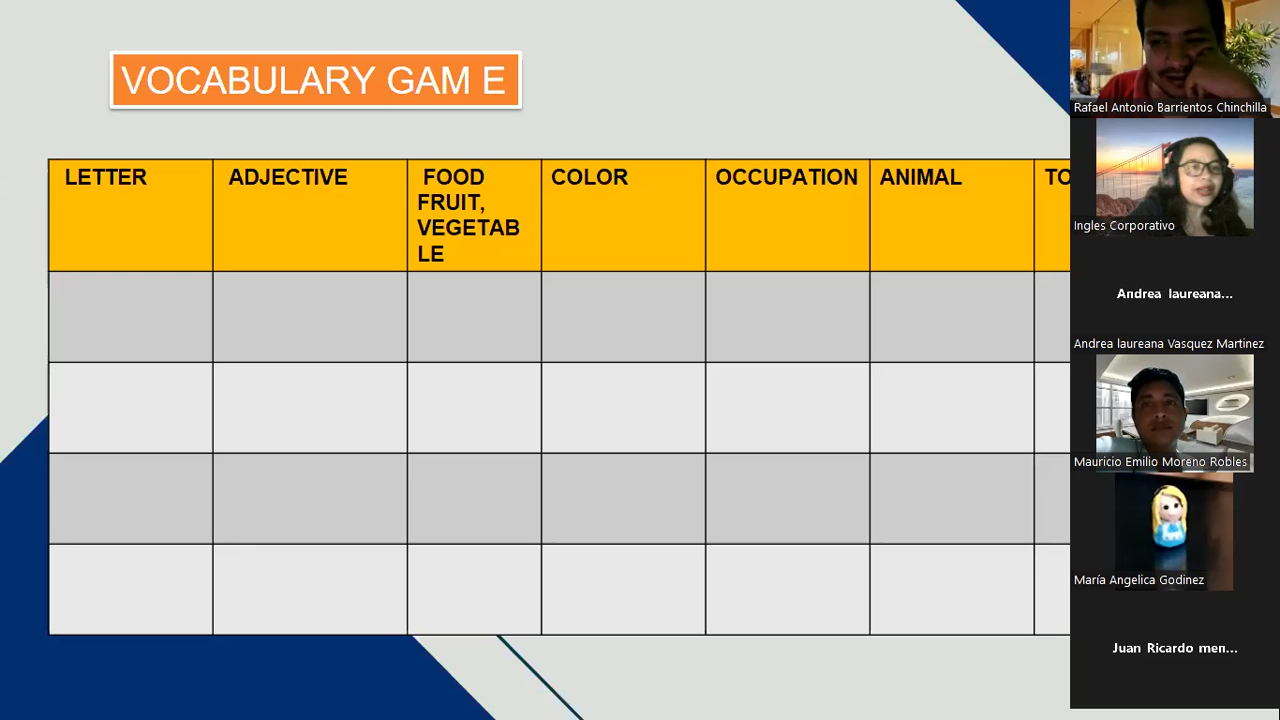 VOCABULARY GAM E
LETTER
ADJECTIVE
FOOD
FRUIT,
VEGETAB
LE
COLOR
OCCUPATION
ANIMAL
TO
Rafael Antonio Barrientos Chinchilla
Ingles Corporativo
Andrea laureana...
Andrea laureana Vasquez Martinez
Mauricio Emilio Moreno Robles
María Angelica Godinez
Juan Ricardo men...